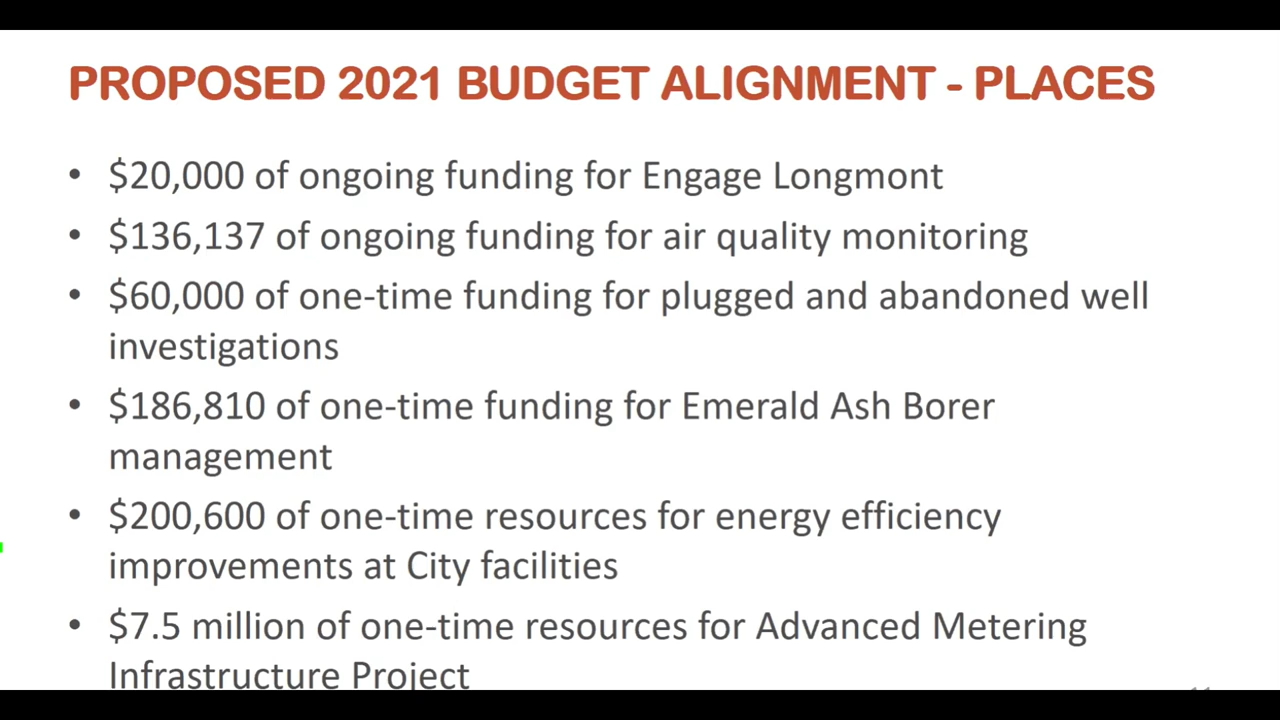 PROPOSED 2021 BUDGET ALIGNMENT - PLACES
• $20,000 of ongoing funding for Engage Longmont
• $136,137 of ongoing funding for air quality monitoring
• $60,000 of one-time funding for plugged and abandoned well
investigations
• $186,810 of one-time funding for Emerald Ash Borer
management
• $200,600 of one-time resources for energy efficiency
improvements at City facilities
• $7.5 million of one-time resources for Advanced Metering
Infrastructure Project